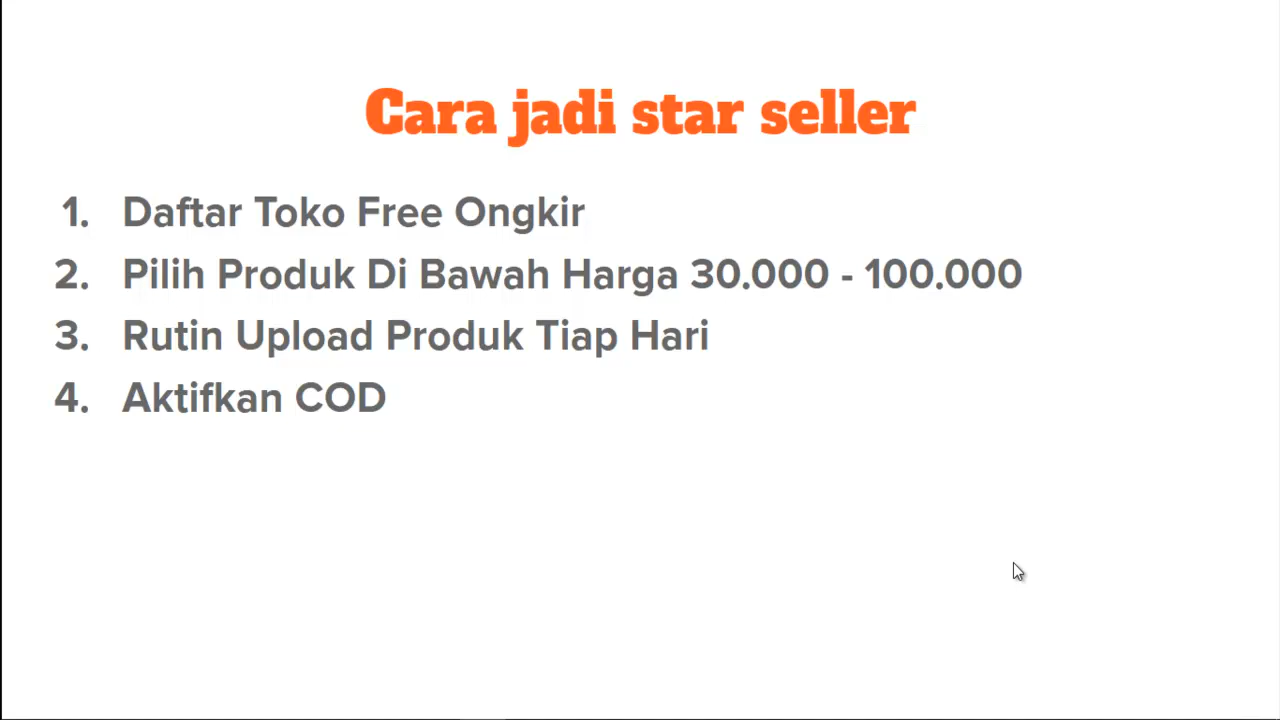 Cara jadi star seller
1. Daftar Toko Free Ongkir
2. Pilih Produk Di Bawah Harga 30.000 - 100.000
3. Rutin Upload Produk Tiap Hari
4. Aktifkan COD